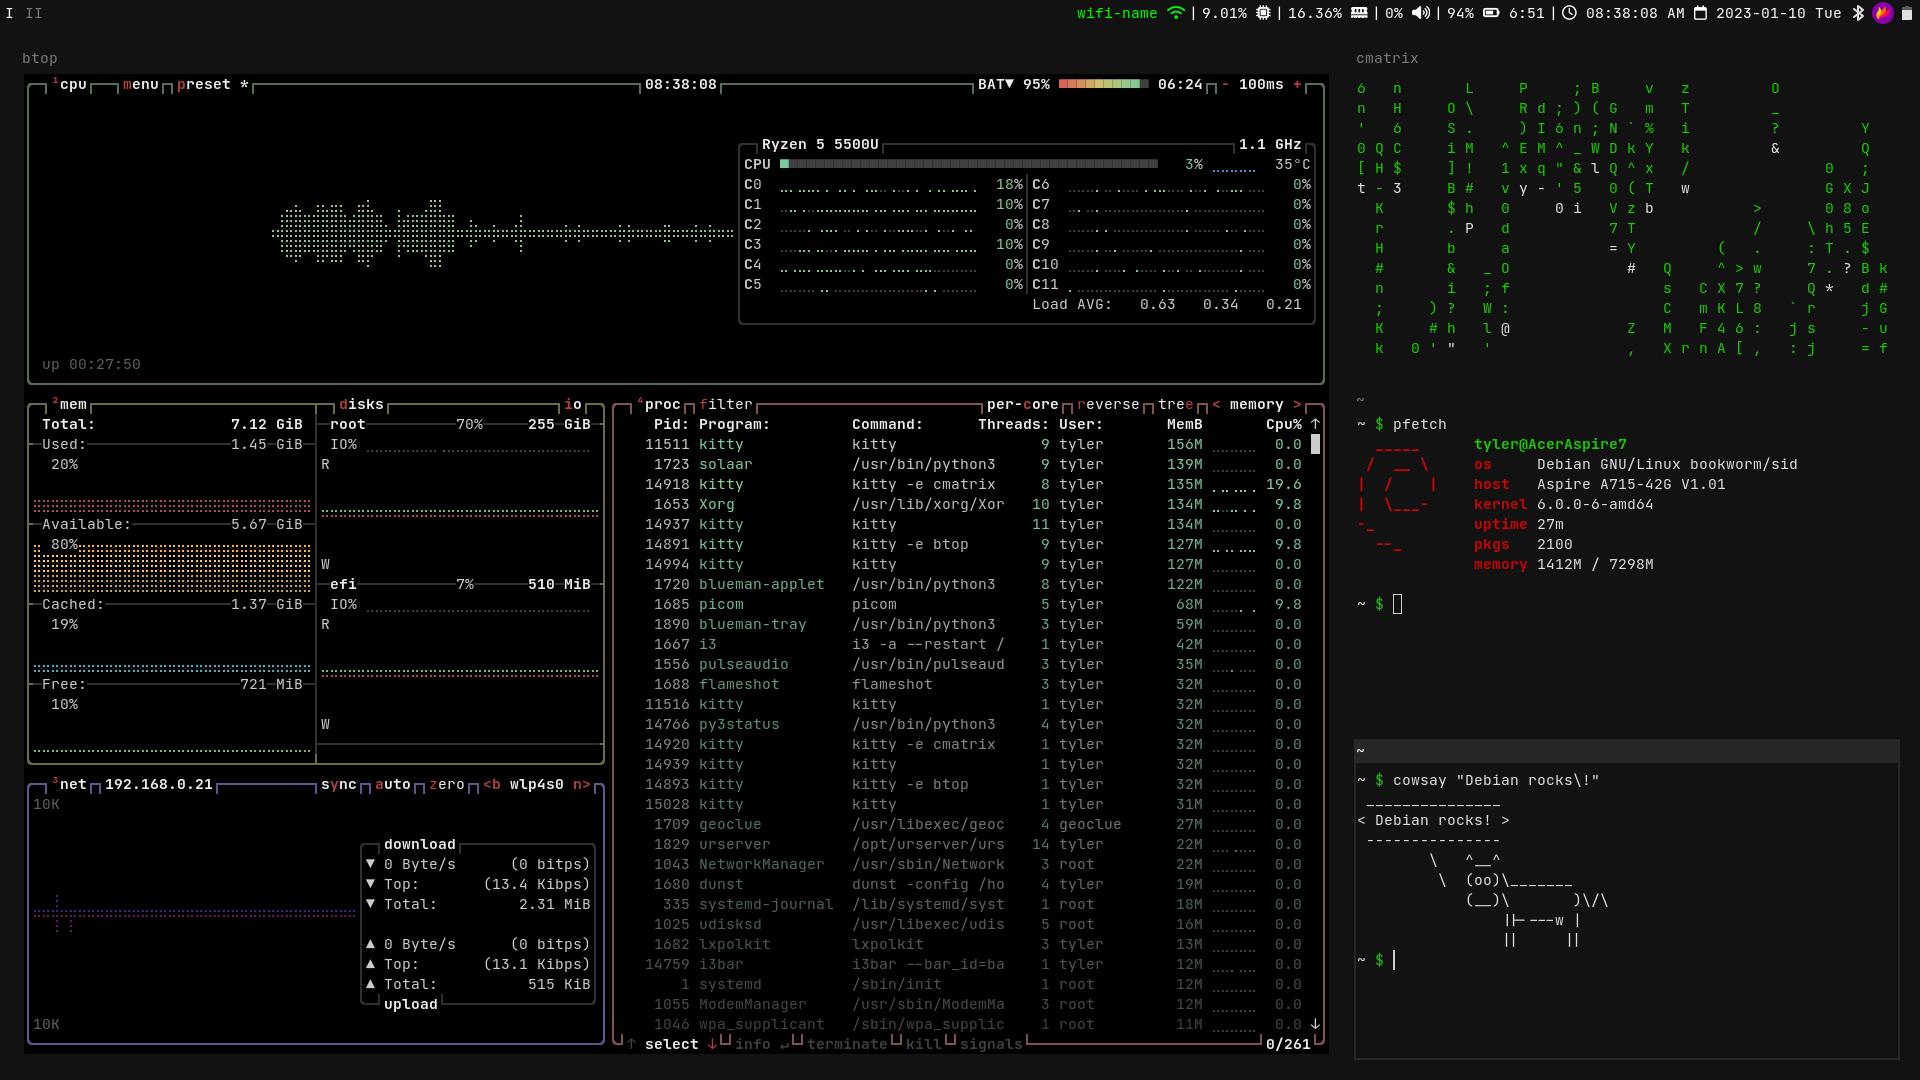 I II
wifi-name | 9.01% | 16.36% | 0% | 94% 6:51 | 08:38:08 AM 2023-01-10 Tue
btop
¹cpu menu preset * 08:38:08 BAT▼ 95% 06:24 - 100ms +
Ryzen 5 5500U 1.1 GHz
CPU 3% 35°C
C0 18% C6 0%
C1 10% C7 0%
C2 0% C8 0%
C3 10% C9 0%
C4 0% C10 0%
C5 0% C11 0%
Load AVG: 0.63 0.34 0.21
up 00:27:50
²mem
Total: 7.12 GiB
Used: 1.45 GiB
20%
Available: 5.67 GiB
80%
Cached: 1.37 GiB
19%
Free: 721 MiB
10%
disks io
root 70% 255 GiB
IO%
R
W
efi 7% 510 MiB
IO%
R
W
³net 192.168.0.21 sync auto zero <b wlp4s0 n>
10K
download
▼ 0 Byte/s (0 bitps)
▼ Top: (13.4 Kibps)
▼ Total: 2.31 MiB
▲ 0 Byte/s (0 bitps)
▲ Top: (13.1 Kibps)
▲ Total: 515 KiB
upload
10K
⁴proc filter per-core reverse tree < memory >
Pid: Program: Command: Threads: User: MemB Cpu% ↑
11511 kitty kitty 9 tyler 156M 0.0
1723 solaar /usr/bin/python3 9 tyler 139M 0.0
14918 kitty kitty -e cmatrix 8 tyler 135M 19.6
1653 Xorg /usr/lib/xorg/Xor 10 tyler 134M 9.8
14937 kitty kitty 11 tyler 134M 0.0
14891 kitty kitty -e btop 9 tyler 127M 9.8
14994 kitty kitty 9 tyler 127M 0.0
1720 blueman-applet /usr/bin/python3 8 tyler 122M 0.0
1685 picom picom 5 tyler 68M 9.8
1890 blueman-tray /usr/bin/python3 3 tyler 59M 0.0
1667 i3 i3 -a --restart / 1 tyler 42M 0.0
1556 pulseaudio /usr/bin/pulseaud 3 tyler 35M 0.0
1688 flameshot flameshot 3 tyler 32M 0.0
11516 kitty kitty 1 tyler 32M 0.0
14766 py3status /usr/bin/python3 4 tyler 32M 0.0
14920 kitty kitty -e cmatrix 1 tyler 32M 0.0
14939 kitty kitty 1 tyler 32M 0.0
14893 kitty kitty -e btop 1 tyler 32M 0.0
15028 kitty kitty 1 tyler 31M 0.0
1709 geoclue /usr/libexec/geoc 4 geoclue 27M 0.0
1829 urserver /opt/urserver/urs 14 tyler 22M 0.0
1043 NetworkManager /usr/sbin/Network 3 root 22M 0.0
1680 dunst dunst -config /ho 4 tyler 19M 0.0
335 systemd-journal /lib/systemd/syst 1 root 18M 0.0
1025 udisksd /usr/libexec/udis 5 root 16M 0.0
1682 lxpolkit lxpolkit 3 tyler 13M 0.0
14759 i3bar i3bar --bar_id=ba 1 tyler 12M 0.0
1 systemd /sbin/init 1 root 12M 0.0
1055 ModemManager /usr/sbin/ModemMa 3 root 12M 0.0
1046 wpa_supplicant /sbin/wpa_supplic 1 root 11M 0.0 ↓
↑ select ↓ info ↵ terminate kill signals 0/261
cmatrix
6 n L P ; B v z O
n H O \ R d ; ) ( G m T _
' 6 S . ) I 6 n ; N ` % i ? Y
0 Q C i M ^ E M ^ _ W D k Y k & Q
[ H $ ] ! 1 x q " & l Q ^ x / 0 ;
t - 3 B # v y - ' 5 0 ( T w G X J
K $ h 0 0 i V z b > 0 8 o
r . P d 7 T / \ h 5 E
H b a = Y ( . : T . $
# & _ O # Q ^ > w 7 . ? B k
n i ; f s C X 7 ? Q * d #
; ) ? W : C m K L 8 ` r j G
K # h l @ Z M F 4 6 : j s - u
k 0 ' " ' , X r n A [ , : j = f
~
~ $ pfetch
tyler@AcerAspire7
os Debian GNU/Linux bookworm/sid
host Aspire A715-42G V1.01
kernel 6.0.0-6-amd64
uptime 27m
pkgs 2100
memory 1412M / 7298M
~ $
~
~ $ cowsay "Debian rocks\!"
_______________
< Debian rocks! >
---------------
\ ^__^
\ (oo)\_______
(__)\ )\/\
||----w |
|| ||
~ $